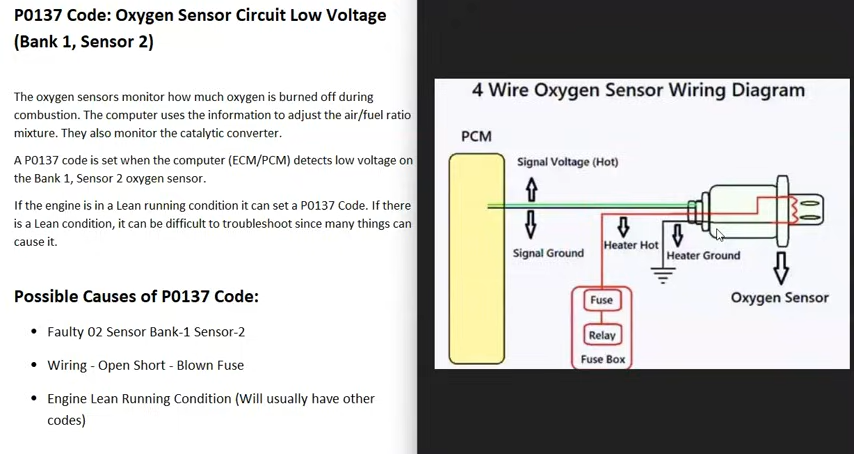 P0137 Code: Oxygen Sensor Circuit Low Voltage
(Bank 1, Sensor 2)
The oxygen sensors monitor how much oxygen is burned off during
combustion. The computer uses the information to adjust the air/fuel ratio
mixture. They also monitor the catalytic converter.
A P0137 code is set when the computer (ECM/PCM) detects low voltage on
the Bank 1, Sensor 2 oxygen sensor.
If the engine is in a Lean running condition it can set a P0137 Code. If there
is a Lean condition, it can be difficult to troubleshoot since many things can
cause it.
Possible Causes of P0137 Code:
• Faulty 02 Sensor Bank-1 Sensor-2
• Wiring - Open Short - Blown Fuse
• Engine Lean Running Condition (Will usually have other
codes)
4 Wire Oxygen Sensor Wiring Diagram
PCM
Signal Voltage (Hot)
Signal Ground
Heater Hot
Heater Ground
Oxygen Sensor
Fuse
Relay
Fuse Box